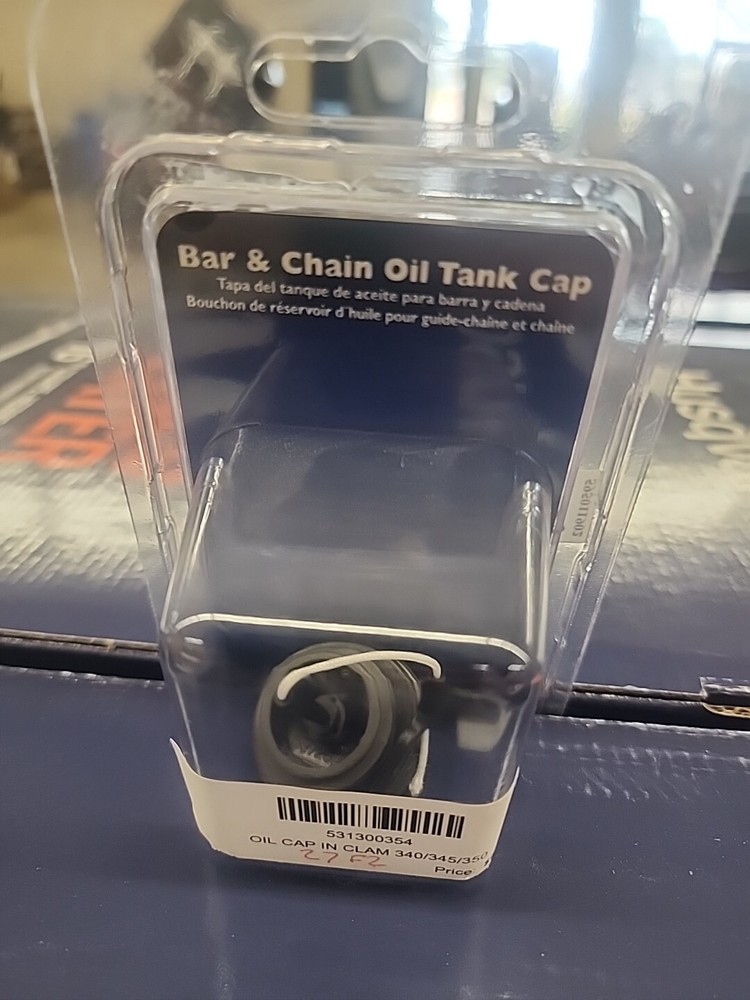 Bar & Chain Oil Tank Cap
Tapa del tanque de aceite para barra y cadena
Bouchon de réservoir d'huile pour guide-chaîne et chaîne
595011902
531300354
OIL CAP IN CLAM 340/345/350
Price